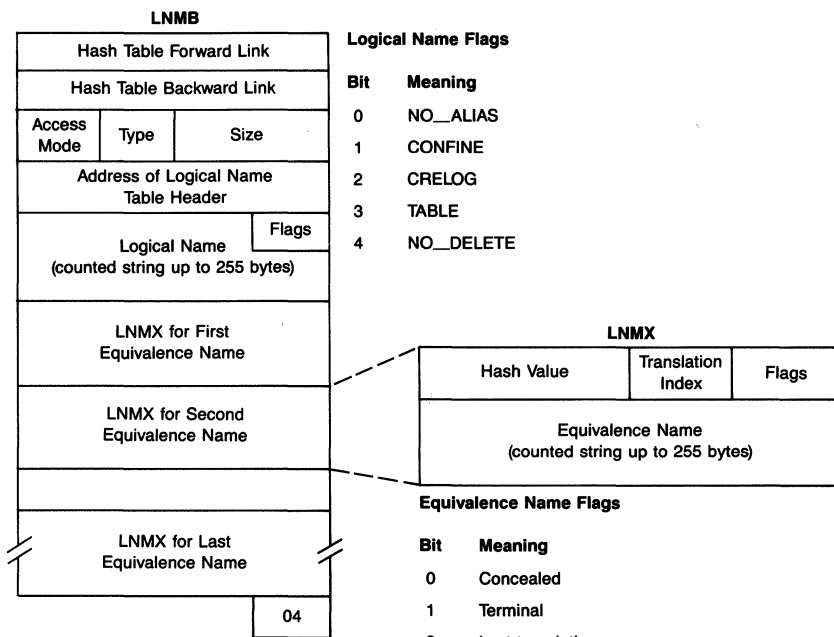 LNMB
Hash Table Forward Link
Hash Table Backward Link
Access
Mode
Type
Size
Address of Logical Name
Table Header
Flags
Logical Name
(counted string up to 255 bytes)
LNMX for First
Equivalence Name
LNMX for Second
Equivalence Name
LNMX for Last
Equivalence Name
04
Logical Name Flags
Bit Meaning
0 NO__ALIAS
1 CONFINE
2 CRELOG
3 TABLE
4 NO__DELETE
LNMX
Hash Value
Translation
Index
Flags
Equivalence Name
(counted string up to 255 bytes)
Equivalence Name Flags
Bit Meaning
0 Concealed
1 Terminal